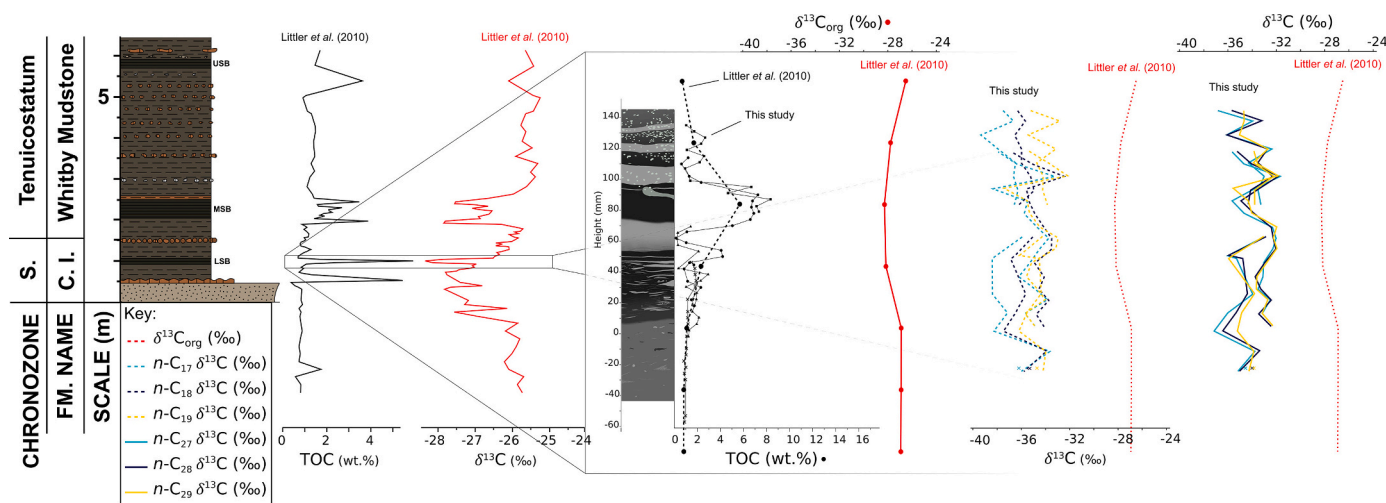 CHRONOZONE
FM. NAME
SCALE (m)
Tenuicostatum
S.
Whitby Mudstone
C. I.
5
USB
MSB
LSB
Key:
δ¹³Corg (‰)
n-C₁₇ δ¹³C (‰)
n-C₁₈ δ¹³C (‰)
n-C₁₉ δ¹³C (‰)
n-C₂₇ δ¹³C (‰)
n-C₂₈ δ¹³C (‰)
n-C₂₉ δ¹³C (‰)
Littler et al. (2010)
0 2 4
TOC (wt.%)
Littler et al. (2010)
-28 -27 -26 -25 -24
δ¹³C (‰)
Height (mm)
140
120
100
80
60
40
20
0
-20
-40
-60
Littler et al. (2010)
This study
0 2 4 6 8 10 12 14 16
TOC (wt.%)
δ¹³Corg (‰)
-40 -36 -32 -28 -24
Littler et al. (2010)
This study
Littler et al. (2010)
-40 -36 -32 -28 -24
δ¹³C (‰)
δ¹³C (‰)
-40 -36 -32 -28 -24
This study
Littler et al. (2010)